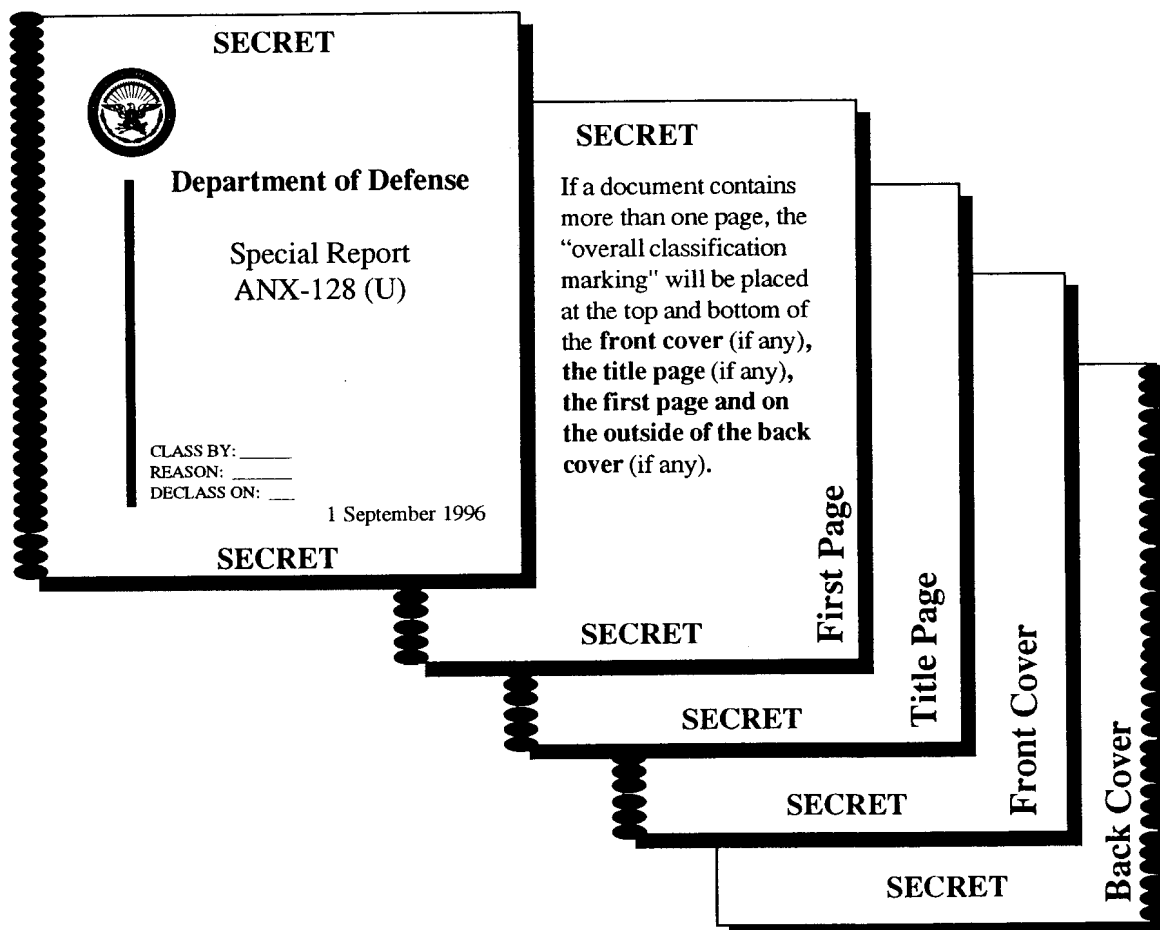 SECRET
Department of Defense
Special Report
ANX-128 (U)
CLASS BY: _____
REASON: ______
DECLASS ON: ___
1 September 1996
SECRET
SECRET
If a document contains
more than one page, the
“overall classification
marking" will be placed
at the top and bottom of
the front cover (if any),
the title page (if any),
the first page and on
the outside of the back
cover (if any).
First Page
SECRET
Title Page
SECRET
Front Cover
SECRET
Back Cover
SECRET